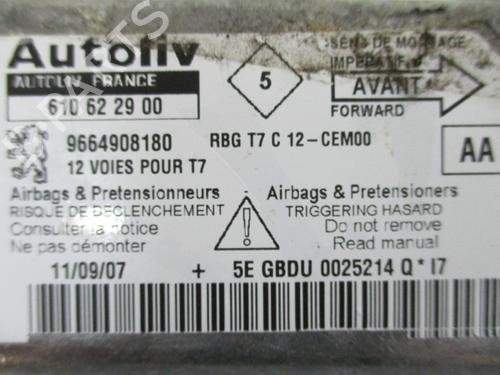 Autoliv
AUTOLIV FRANCE
610 62 29 00
5
SENS DE MONTAGE
IMPERATIF
AVANT
FORWARD
9664908180
RBG T7 C 12-CEM00
AA
12 VOIES POUR T7
Airbags & Pretensionneurs
Airbags & Pretensioners
RISQUE DE DECLENCHEMENT
TRIGGERING HASARD
Consulter la notice
Do not remove
Ne pas démonter
Read manual
11/09/07 + 5E GBDU 0025214 Q * I7